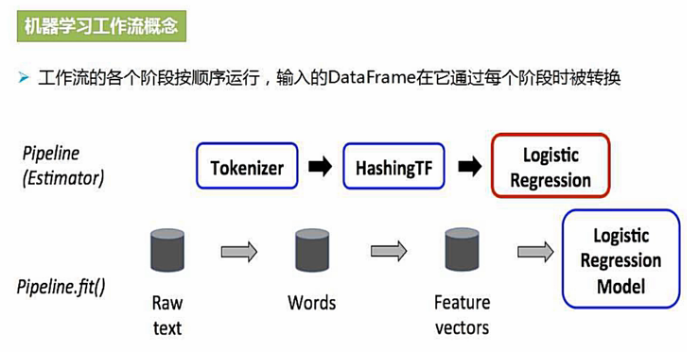 机器学习工作流概念
工作流的各个阶段按顺序运行，输入的DataFrame在它通过每个阶段时被转换
Pipeline
(Estimator)
Tokenizer
HashingTF
Logistic
Regression
Pipeline.fit()
Raw
text
Words
Feature
vectors
Logistic
Regression
Model